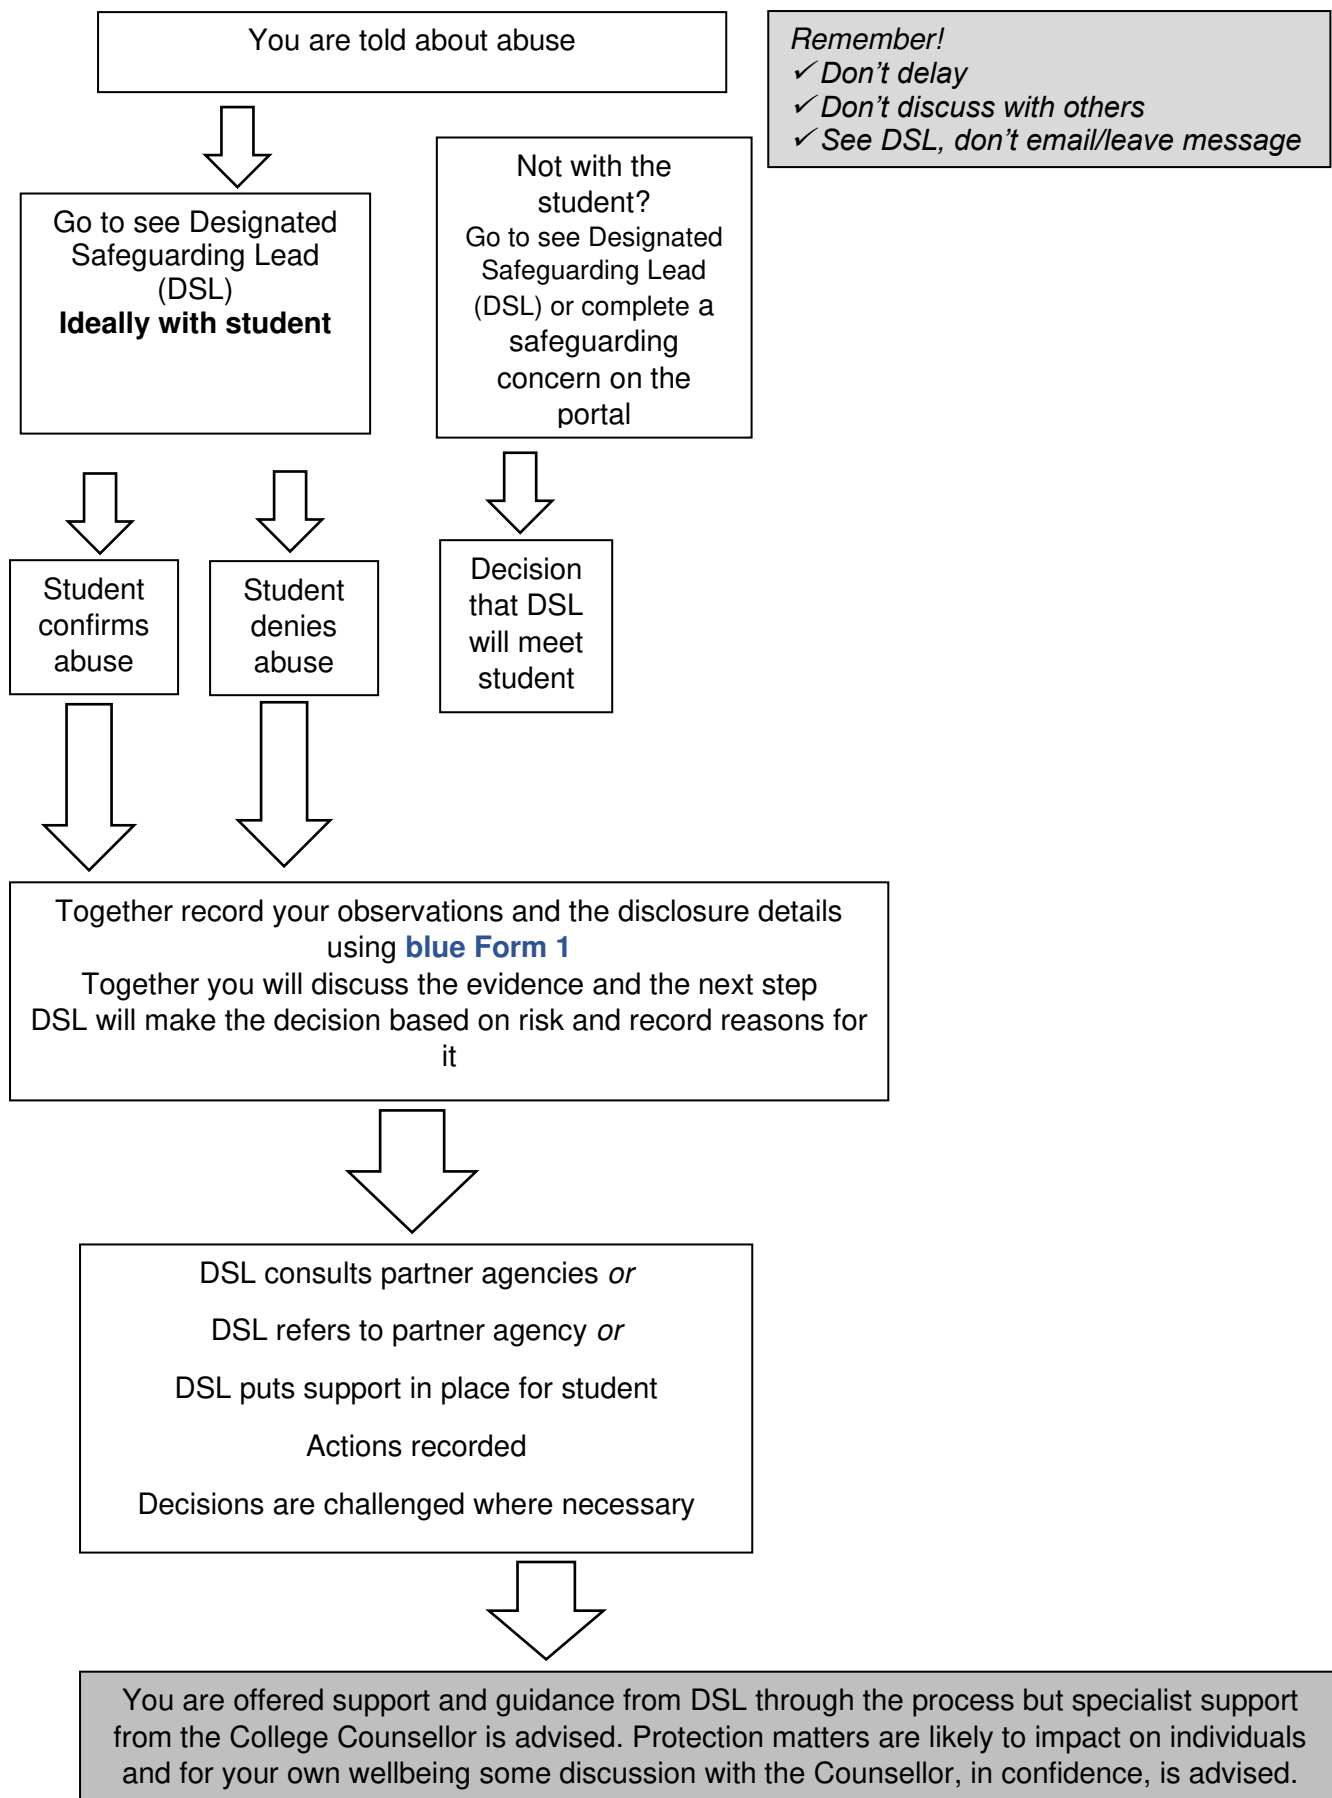 You are told about abuse
Remember!
✓ Don't delay
✓ Don't discuss with others
✓ See DSL, don't email/leave message
Go to see Designated
Safeguarding Lead
(DSL)
Ideally with student
Not with the
student?
Go to see Designated
Safeguarding Lead
(DSL) or complete a
safeguarding
concern on the
portal
Student
confirms
abuse
Student
denies
abuse
Decision
that DSL
will meet
student
Together record your observations and the disclosure details
using blue Form 1
Together you will discuss the evidence and the next step
DSL will make the decision based on risk and record reasons for
it
DSL consults partner agencies or
DSL refers to partner agency or
DSL puts support in place for student
Actions recorded
Decisions are challenged where necessary
You are offered support and guidance from DSL through the process but specialist support
from the College Counsellor is advised. Protection matters are likely to impact on individuals
and for your own wellbeing some discussion with the Counsellor, in confidence, is advised.